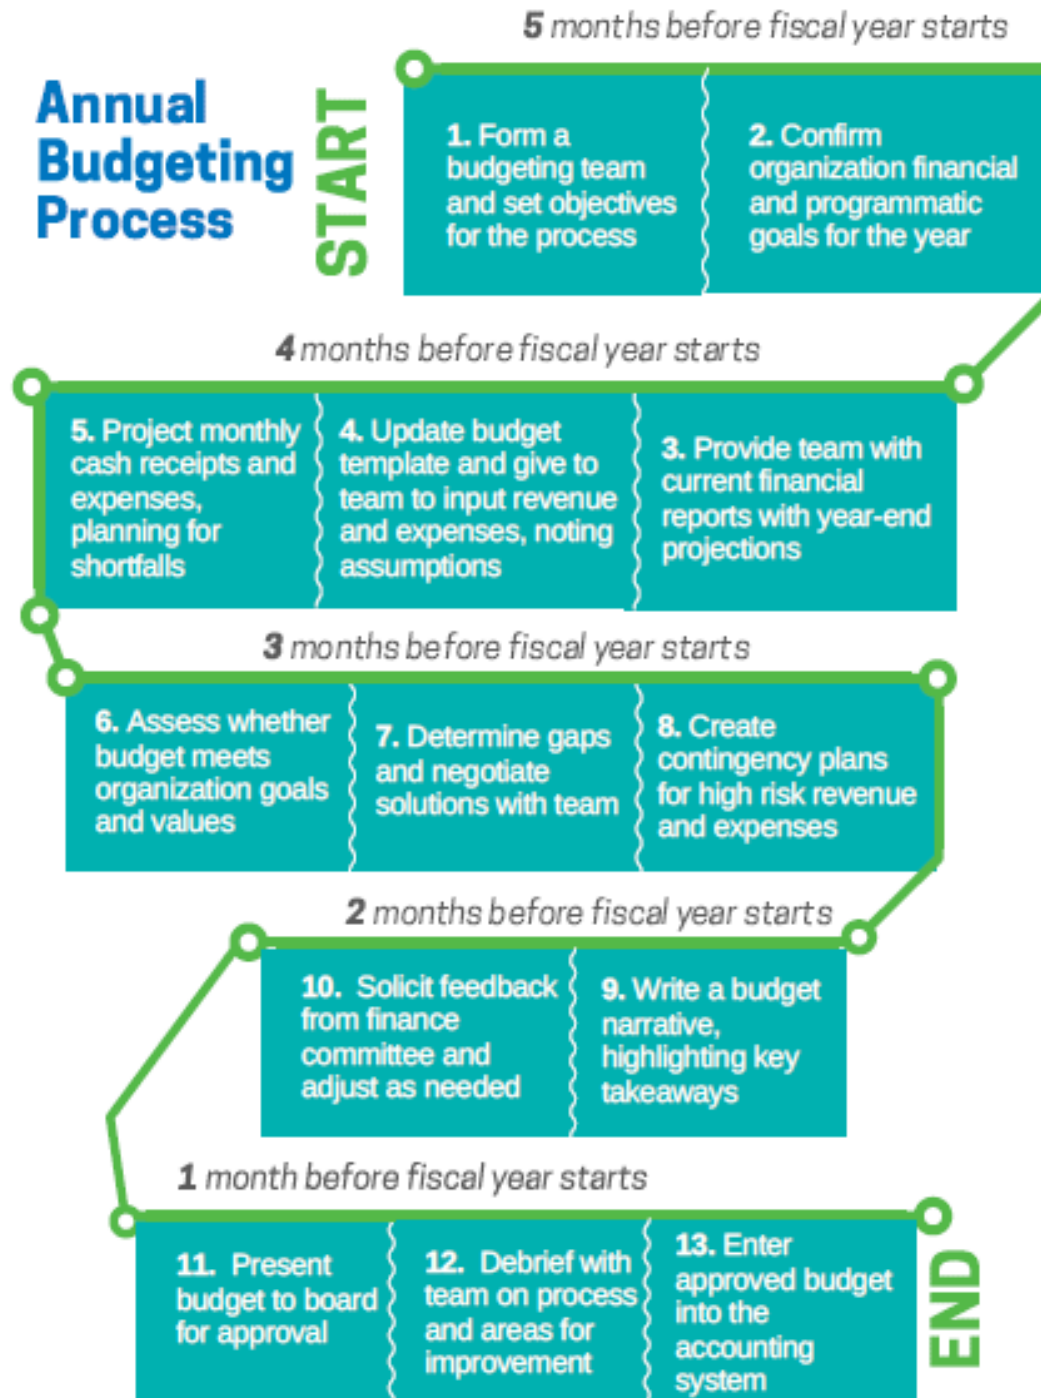 5 months before fiscal year starts
Annual
Budgeting
Process
START
1. Form a
budgeting team
and set objectives
for the process
2. Confirm
organization financial
and programmatic
goals for the year
4 months before fiscal year starts
3. Provide team with
current financial
reports with year-end
projections
4. Update budget
template and give to
team to input revenue
and expenses, noting
assumptions
5. Project monthly
cash receipts and
expenses,
planning for
shortfalls
3 months before fiscal year starts
6. Assess whether
budget meets
organization goals
and values
7. Determine gaps
and negotiate
solutions with team
8. Create
contingency plans
for high risk revenue
and expenses
2 months before fiscal year starts
9. Write a budget
narrative,
highlighting key
takeaways
10. Solicit feedback
from finance
committee and
adjust as needed
1 month before fiscal year starts
11. Present
budget to board
for approval
12. Debrief with
team on process
and areas for
improvement
13. Enter
approved budget
into the
accounting
system
END